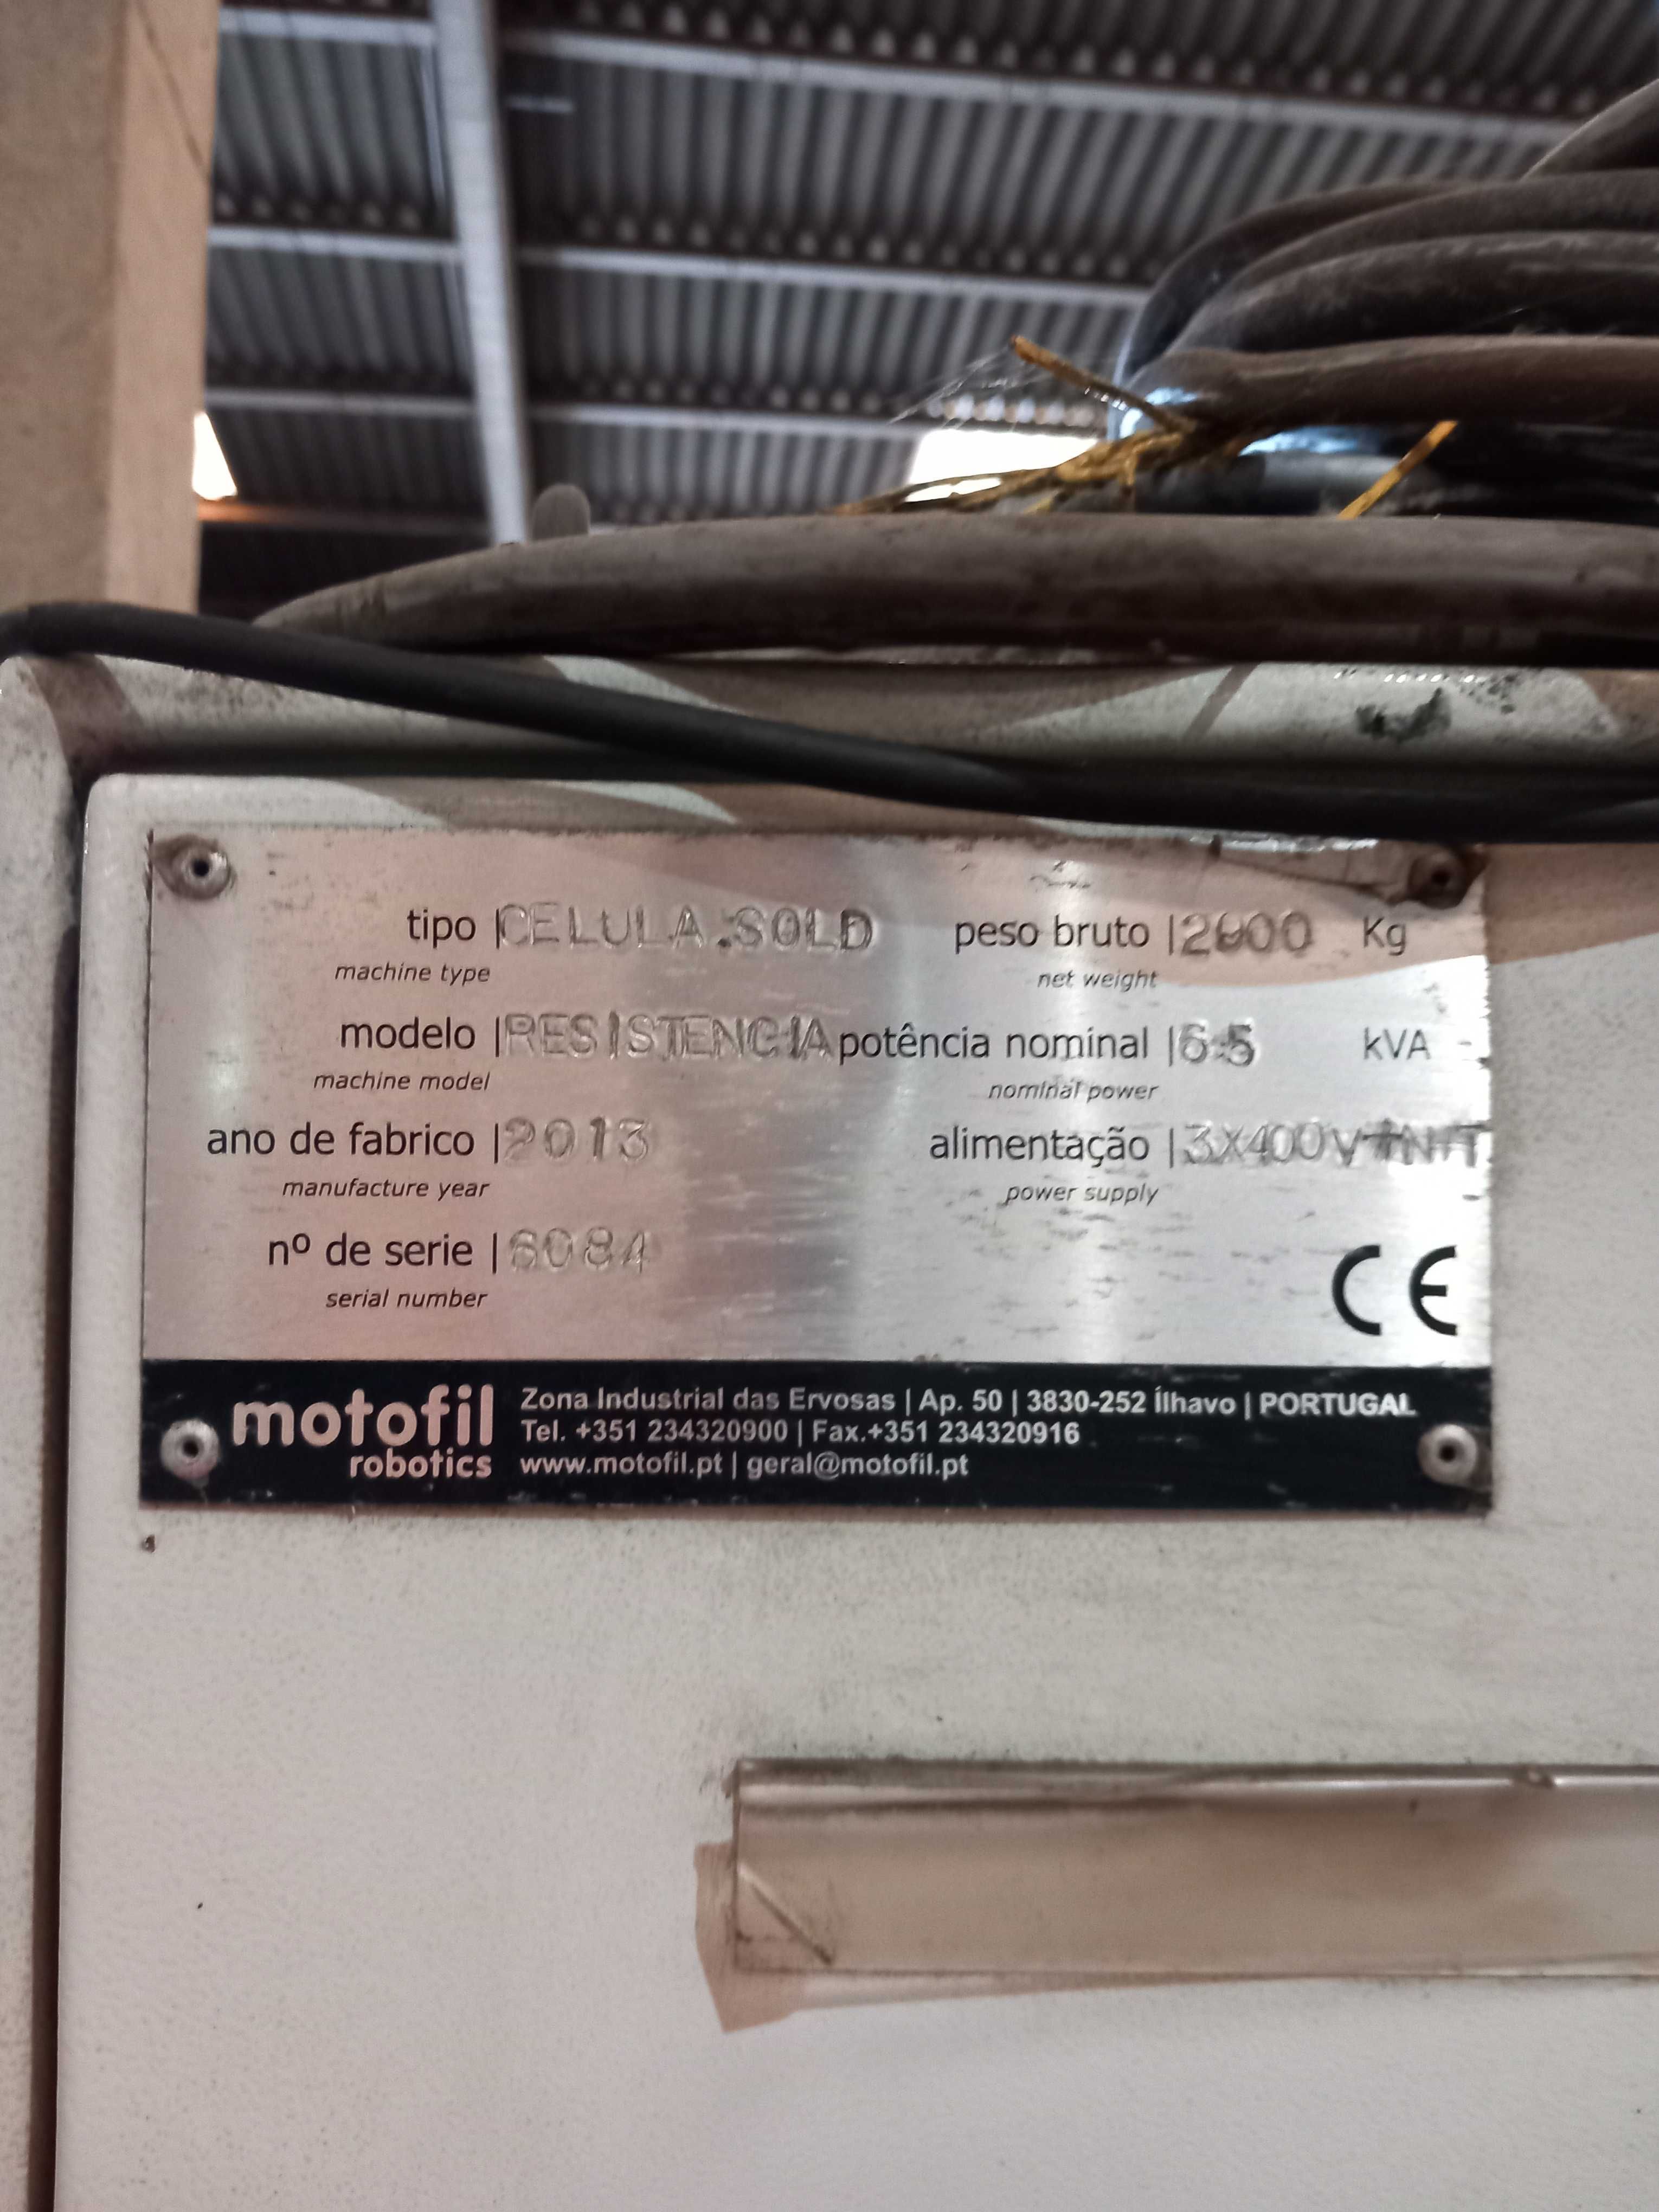 tipo | CELULA.SOLD peso bruto | Kg
machine type net weight
modelo | RESISTENCIA potência nominal | kVA
machine model nominal power
ano de fabrico | 2013 alimentação | 3X400V+N+T
manufacture year power supply
nº de serie | 6084
serial number
CE
motofil robotics
Zona Industrial das Ervosas | Ap. 50 | 3830-252 Ílhavo | PORTUGAL
Tel. +351 234320900 | Fax.+351 234320916
www.motofil.pt | geral@motofil.pt